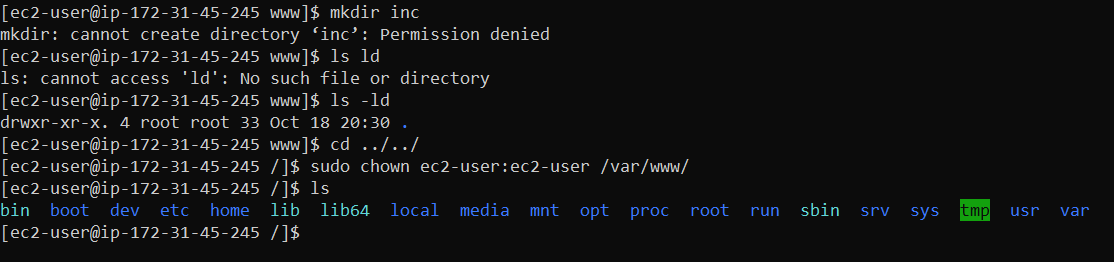 [ec2-user@ip-172-31-45-245 www]$ mkdir inc
mkdir: cannot create directory ‘inc’: Permission denied
[ec2-user@ip-172-31-45-245 www]$ ls ld
ls: cannot access 'ld': No such file or directory
[ec2-user@ip-172-31-45-245 www]$ ls -ld
drwxr-xr-x. 4 root root 33 Oct 18 20:30 .
[ec2-user@ip-172-31-45-245 www]$ cd ../../
[ec2-user@ip-172-31-45-245 /]$ sudo chown ec2-user:ec2-user /var/www/
[ec2-user@ip-172-31-45-245 /]$ ls
bin  boot  dev  etc  home  lib  lib64  local  media  mnt  opt  proc  root  run  sbin  srv  sys  tmp  usr  var
[ec2-user@ip-172-31-45-245 /]$